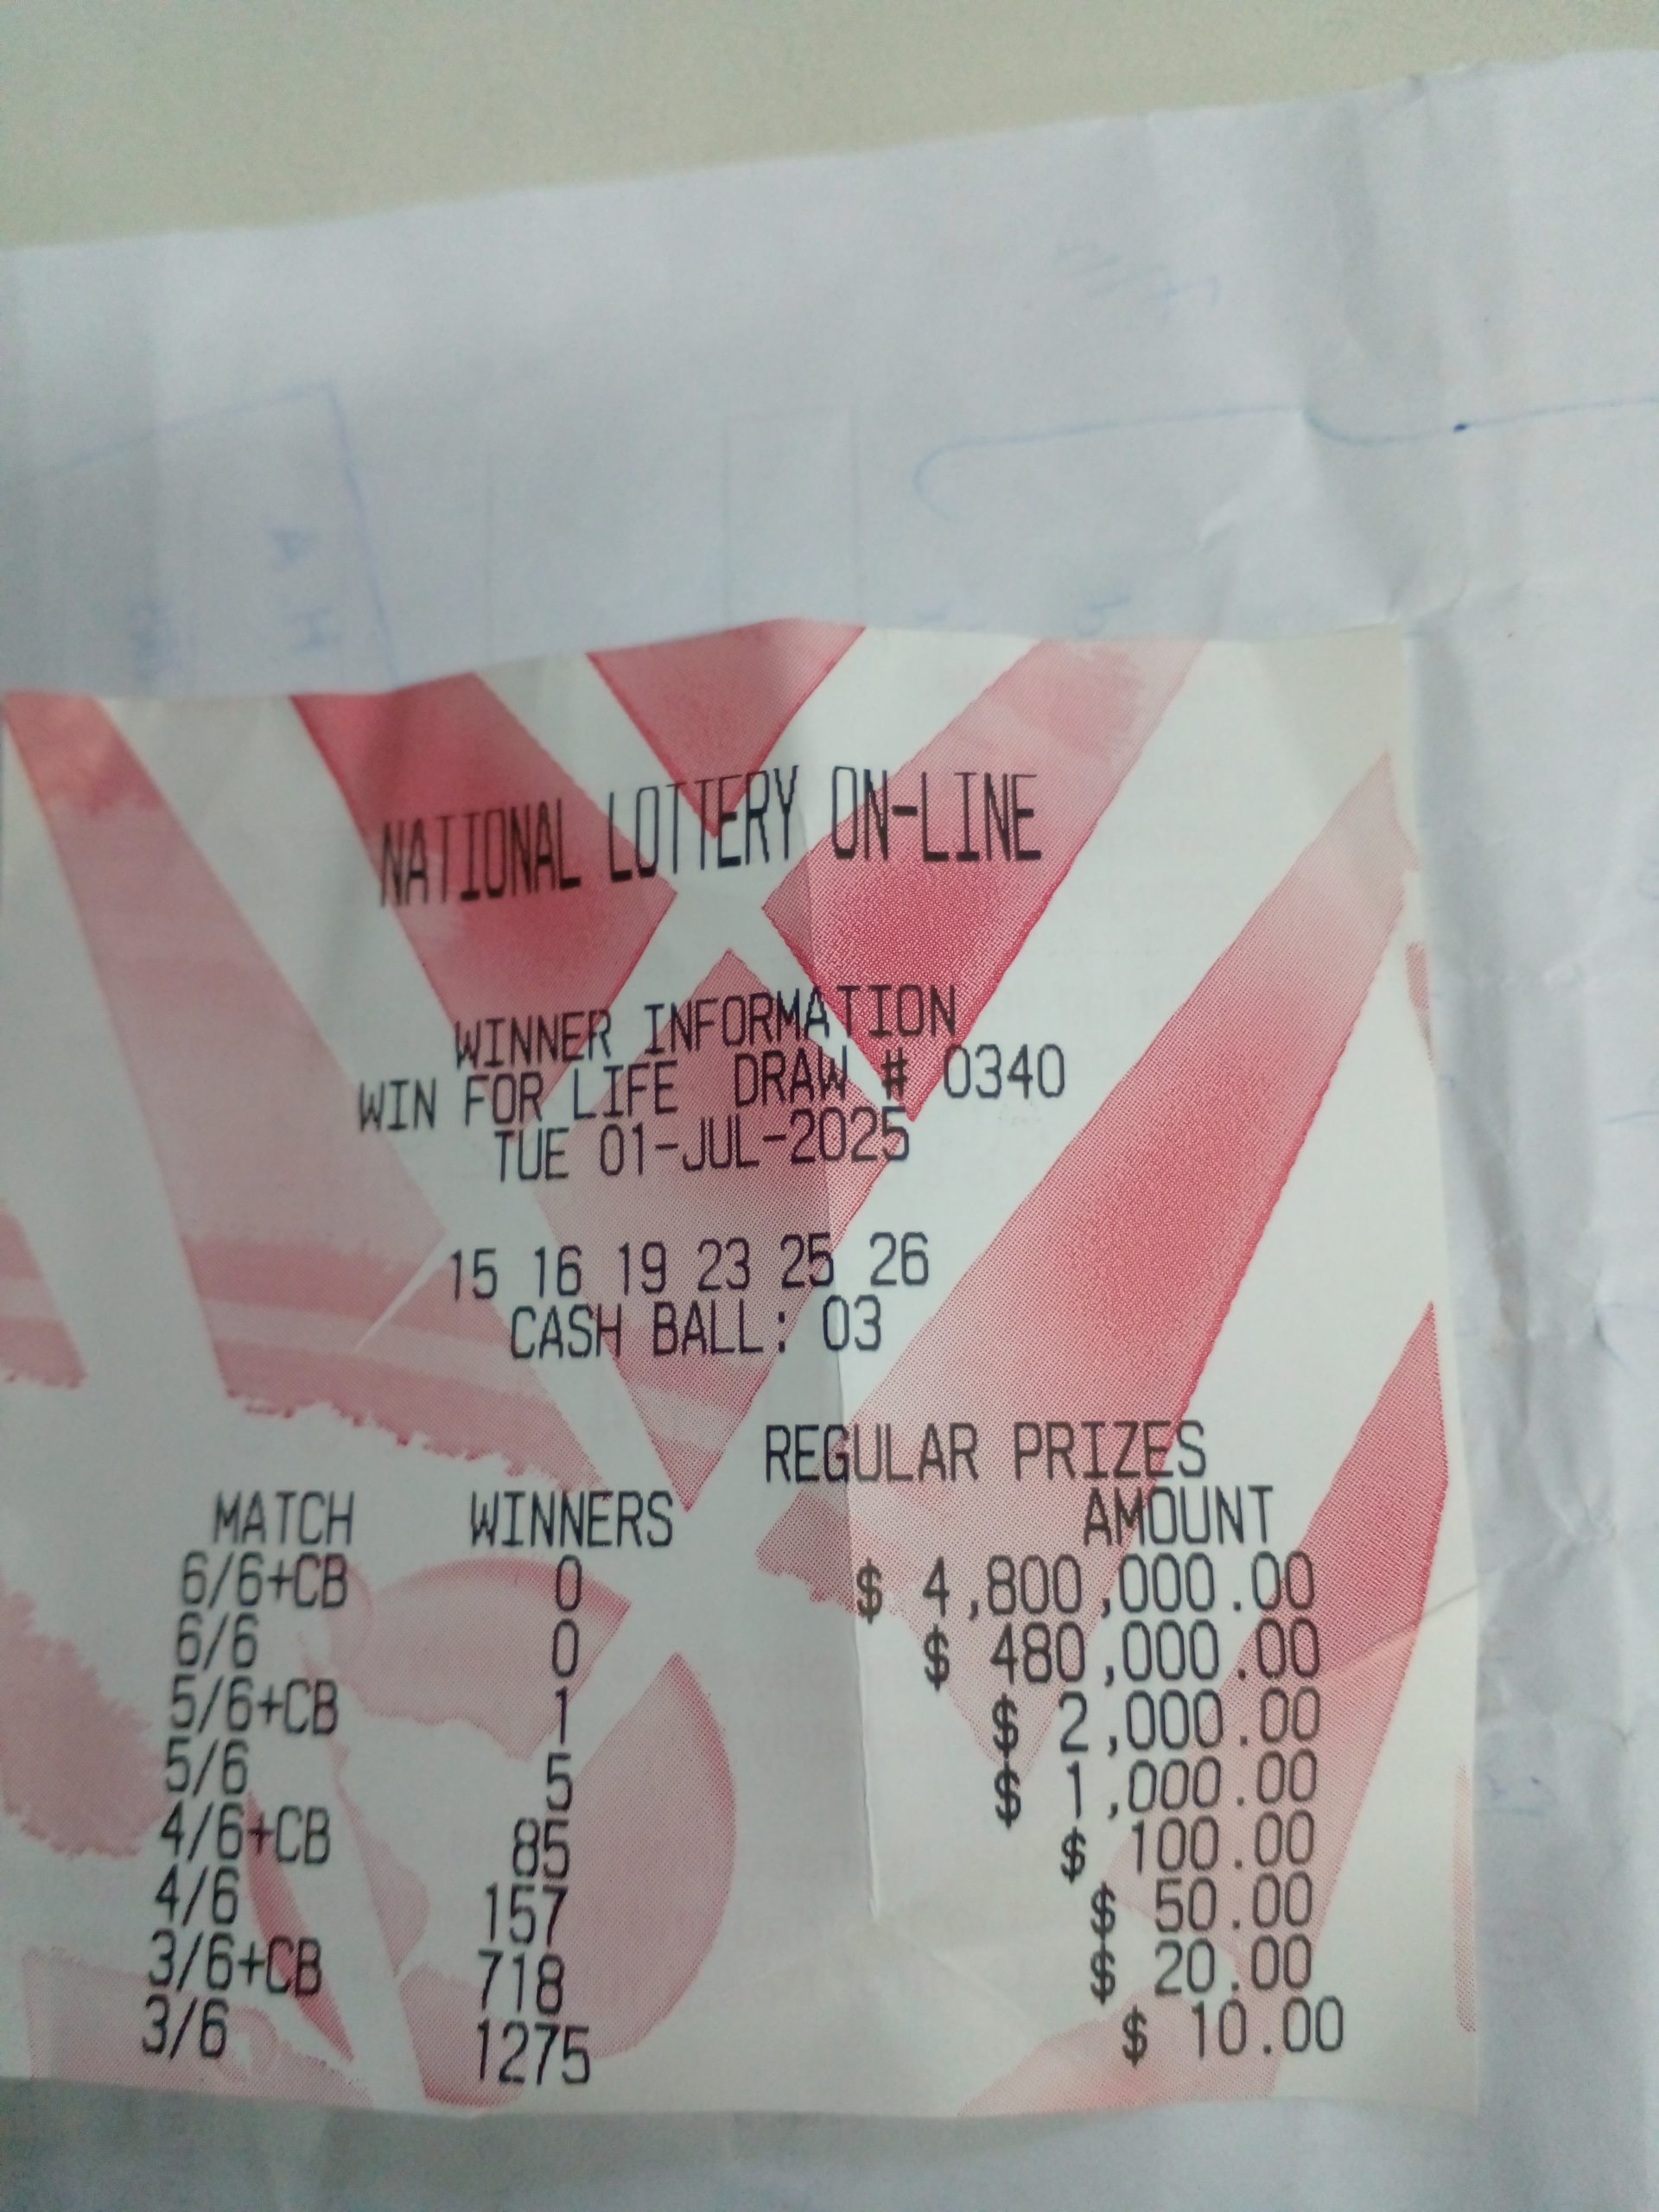 NATIONAL LOTTERY ON-LINE
WINNER INFORMATION
WIN FOR LIFE DRAW # 0340
TUE 01-JUL-2025
15 16 19 23 25 26
CASH BALL: 03
REGULAR PRIZES
MATCH WINNERS AMOUNT
6/6+CB 0 $ 4,800,000.00
6/6 0 $ 480,000.00
5/6+CB 1 $ 2,000.00
5/6 5 $ 1,000.00
4/6+CB 85 $ 100.00
4/6 157 $ 50.00
3/6+CB 718 $ 20.00
3/6 1275 $ 10.00